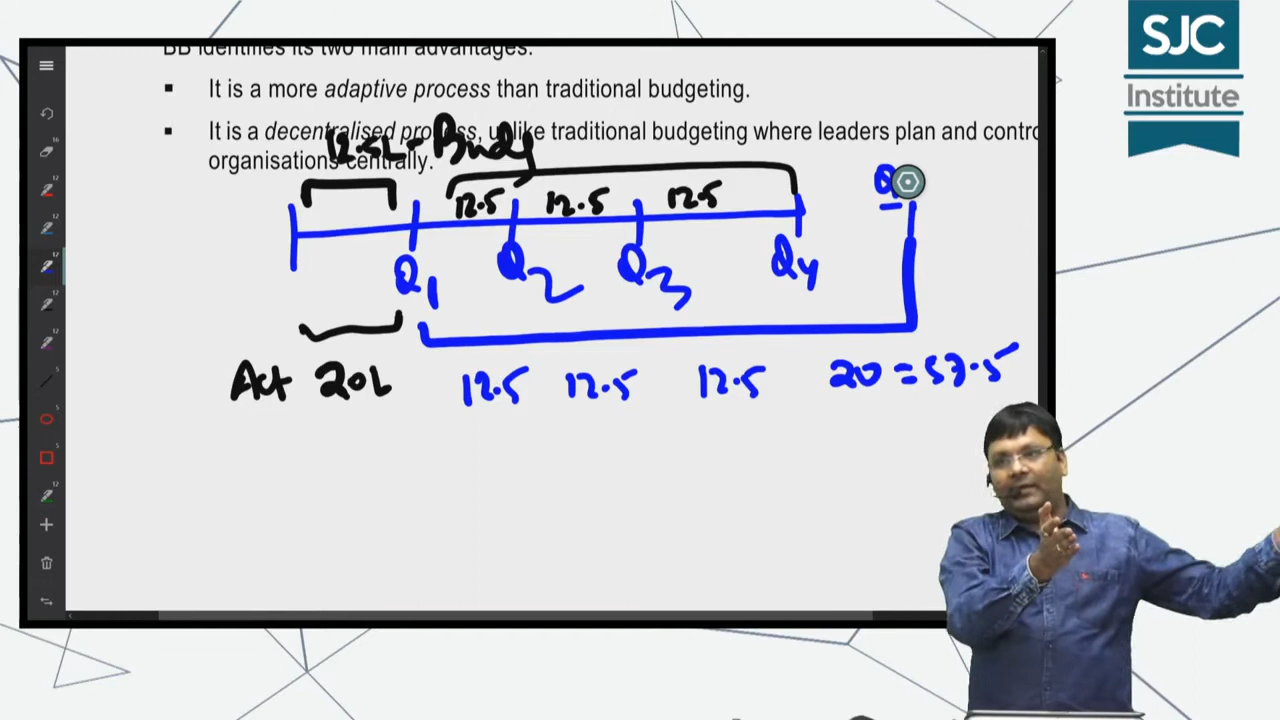 SJC
Institute
BB identifies its two main advantages:
▪ It is a more adaptive process than traditional budgeting.
▪ It is a decentralised process, unlike traditional budgeting where leaders plan and contro
organisations centrally.
12.5L - Budg
12.5 12.5 12.5
Q1 Q2 Q3 Q4
Act 20L 12.5 12.5 12.5 20 = 57.5